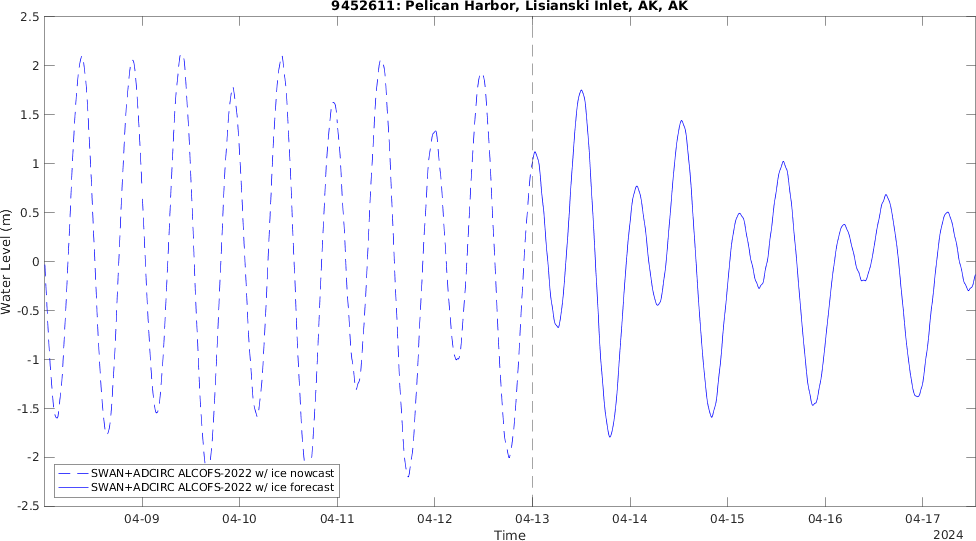 9452611: Pelican Harbor, Lisianski Inlet, AK, AK
2.5
2
1.5
1
0.5
0
-0.5
-1
-1.5
-2
-2.5
Water Level (m)
SWAN+ADCIRC ALCOFS-2022 w/ ice nowcast
SWAN+ADCIRC ALCOFS-2022 w/ ice forecast
04-09 04-10 04-11 04-12 04-13 04-14 04-15 04-16 04-17
Time
2024